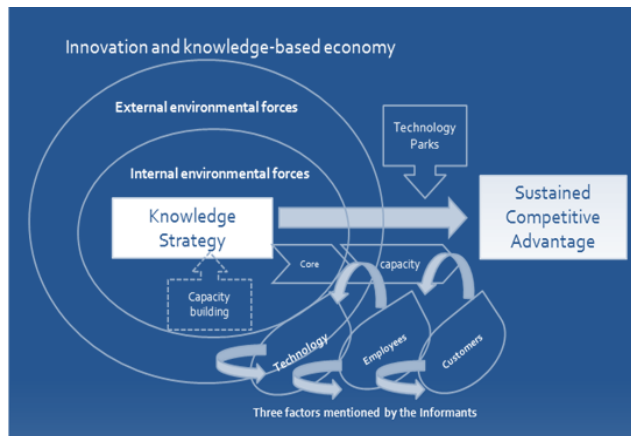 Innovation and knowledge-based economy
External environmental forces
Technology
Parks
Internal environmental forces
Knowledge
Strategy
Sustained
Competitive
Advantage
Core
capacity
Capacity
building
Technology
Employees
Customers
Three factors mentioned by the Informants